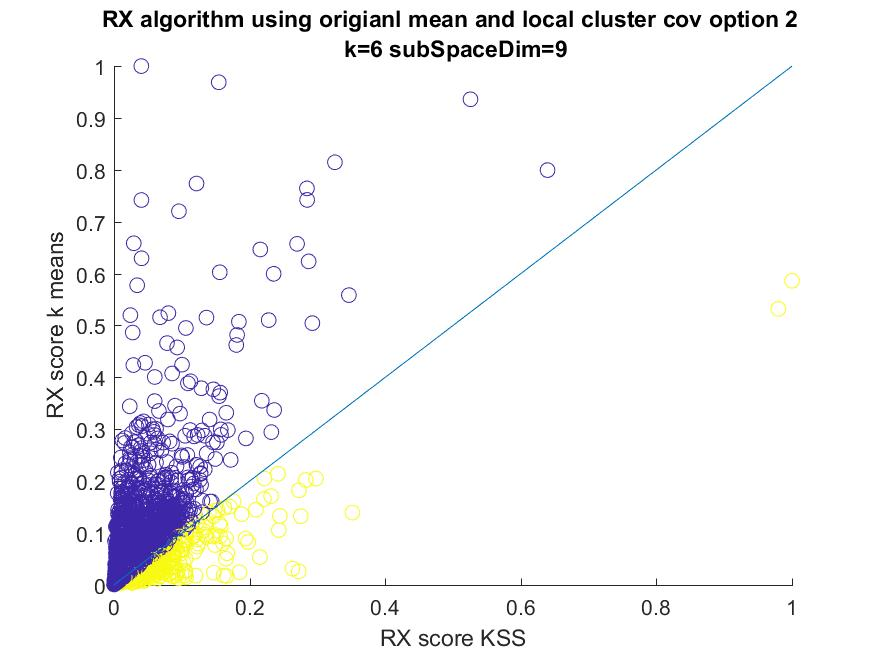 RX algorithm using origianl mean and local cluster cov option 2
k=6 subSpaceDim=9
1
0.9
0.8
0.7
0.6
0.5
0.4
0.3
0.2
0.1
0
RX score k means
0 0.2 0.4 0.6 0.8 1
RX score KSS